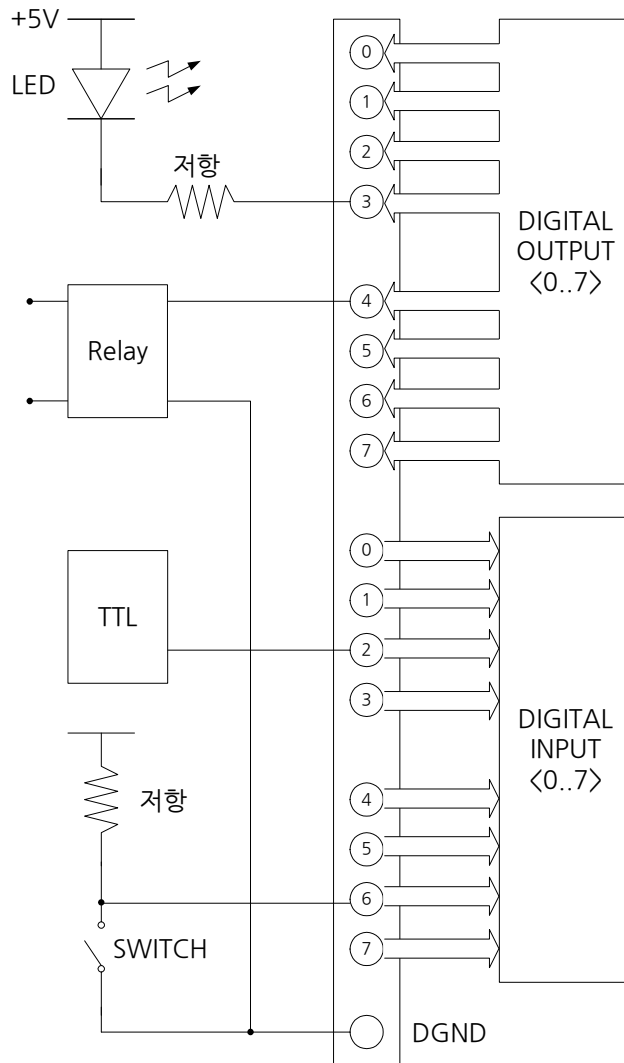 +5V
LED
저항
0
1
2
3
DIGITAL
OUTPUT
<0..7>
Relay
4
5
6
7
TTL
0
1
2
3
DIGITAL
INPUT
<0..7>
저항
4
5
6
7
SWITCH
DGND